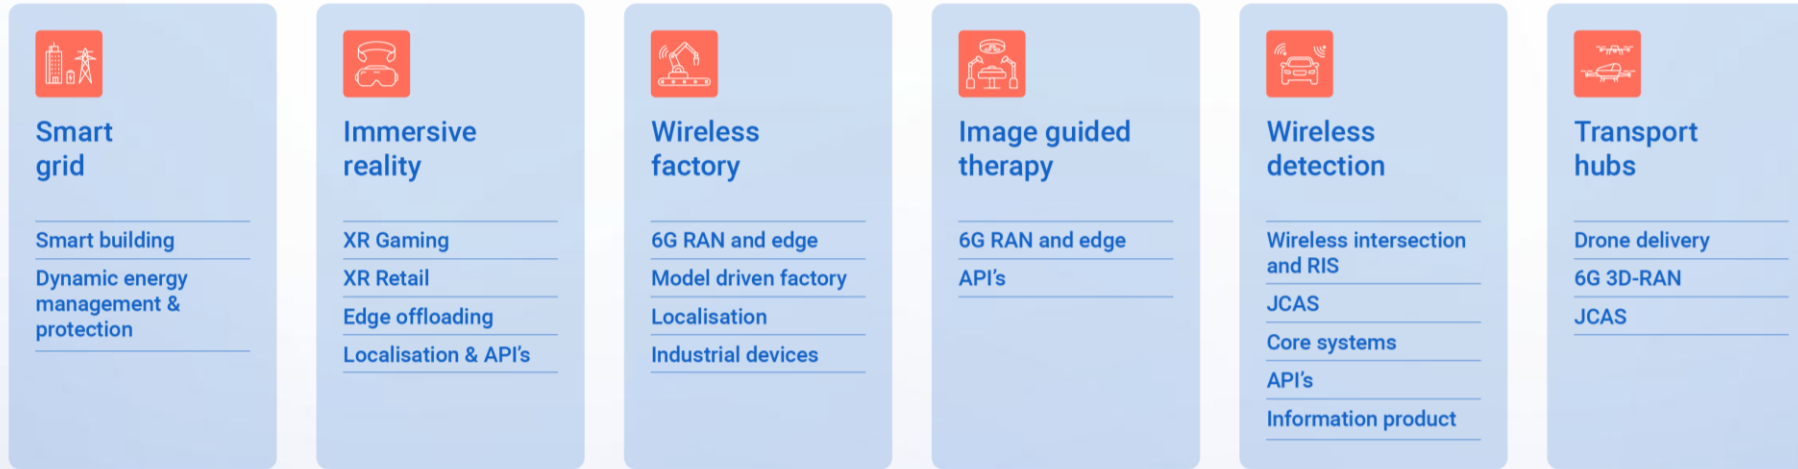 Smart
grid
Smart building
Dynamic energy
management &
protection
Immersive
reality
XR Gaming
XR Retail
Edge offloading
Localisation & API's
Wireless
factory
6G RAN and edge
Model driven factory
Localisation
Industrial devices
Image guided
therapy
6G RAN and edge
API's
Wireless
detection
Wireless intersection
and RIS
JCAS
Core systems
API's
Information product
Transport
hubs
Drone delivery
6G 3D-RAN
JCAS